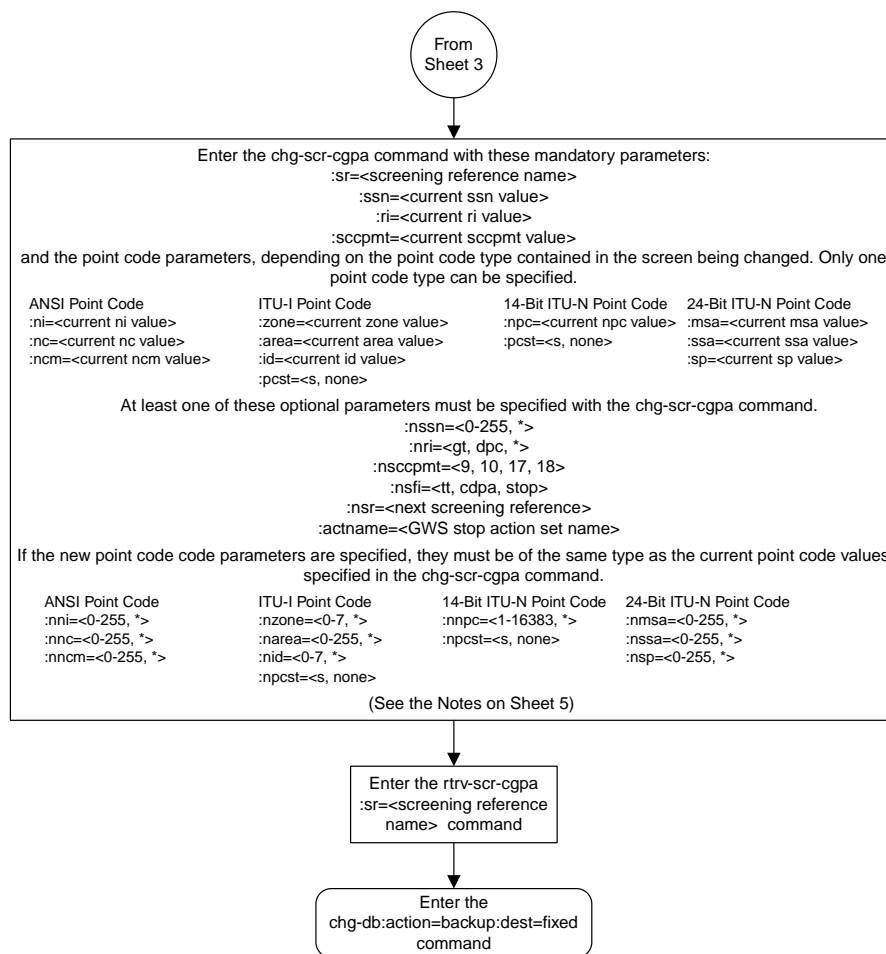 From
Sheet 3
Enter the chg-scr-cgpa command with these mandatory parameters:
:sr=<screening reference name>
:ssn=<current ssn value>
:ri=<current ri value>
:sccpmt=<current sccpmt value>
and the point code parameters, depending on the point code type contained in the screen being changed. Only one
point code type can be specified.
ANSI Point Code
:ni=<current ni value>
:nc=<current nc value>
:ncm=<current ncm value>
ITU-I Point Code
:zone=<current zone value>
:area=<current area value>
:id=<current id value>
:pcst=<s, none>
14-Bit ITU-N Point Code
:npc=<current npc value>
:pcst=<s, none>
24-Bit ITU-N Point Code
:msa=<current msa value>
:ssa=<current ssa value>
:sp=<current sp value>
At least one of these optional parameters must be specified with the chg-scr-cgpa command.
:nssn=<0-255, *>
:nri=<gt, dpc, *>
:nsccpmt=<9, 10, 17, 18>
:nsfi=<tt, cdpa, stop>
:nsr=<next screening reference>
:actname=<GWS stop action set name>
If the new point code code parameters are specified, they must be of the same type as the current point code values
specified in the chg-scr-cgpa command.
ANSI Point Code
:nni=<0-255, *>
:nnc=<0-255, *>
:nncm=<0-255, *>
ITU-I Point Code
:nzone=<0-7, *>
:narea=<0-255, *>
:nid=<0-7, *>
:npcst=<s, none>
14-Bit ITU-N Point Code
:nnpc=<1-16383, *>
:npcst=<s, none>
24-Bit ITU-N Point Code
:nmsa=<0-255, *>
:nssa=<0-255, *>
:nsp=<0-255, *>
(See the Notes on Sheet 5)
Enter the rtrv-scr-cgpa
:sr=<screening reference
name> command
Enter the
chg-db:action=backup:dest=fixed
command